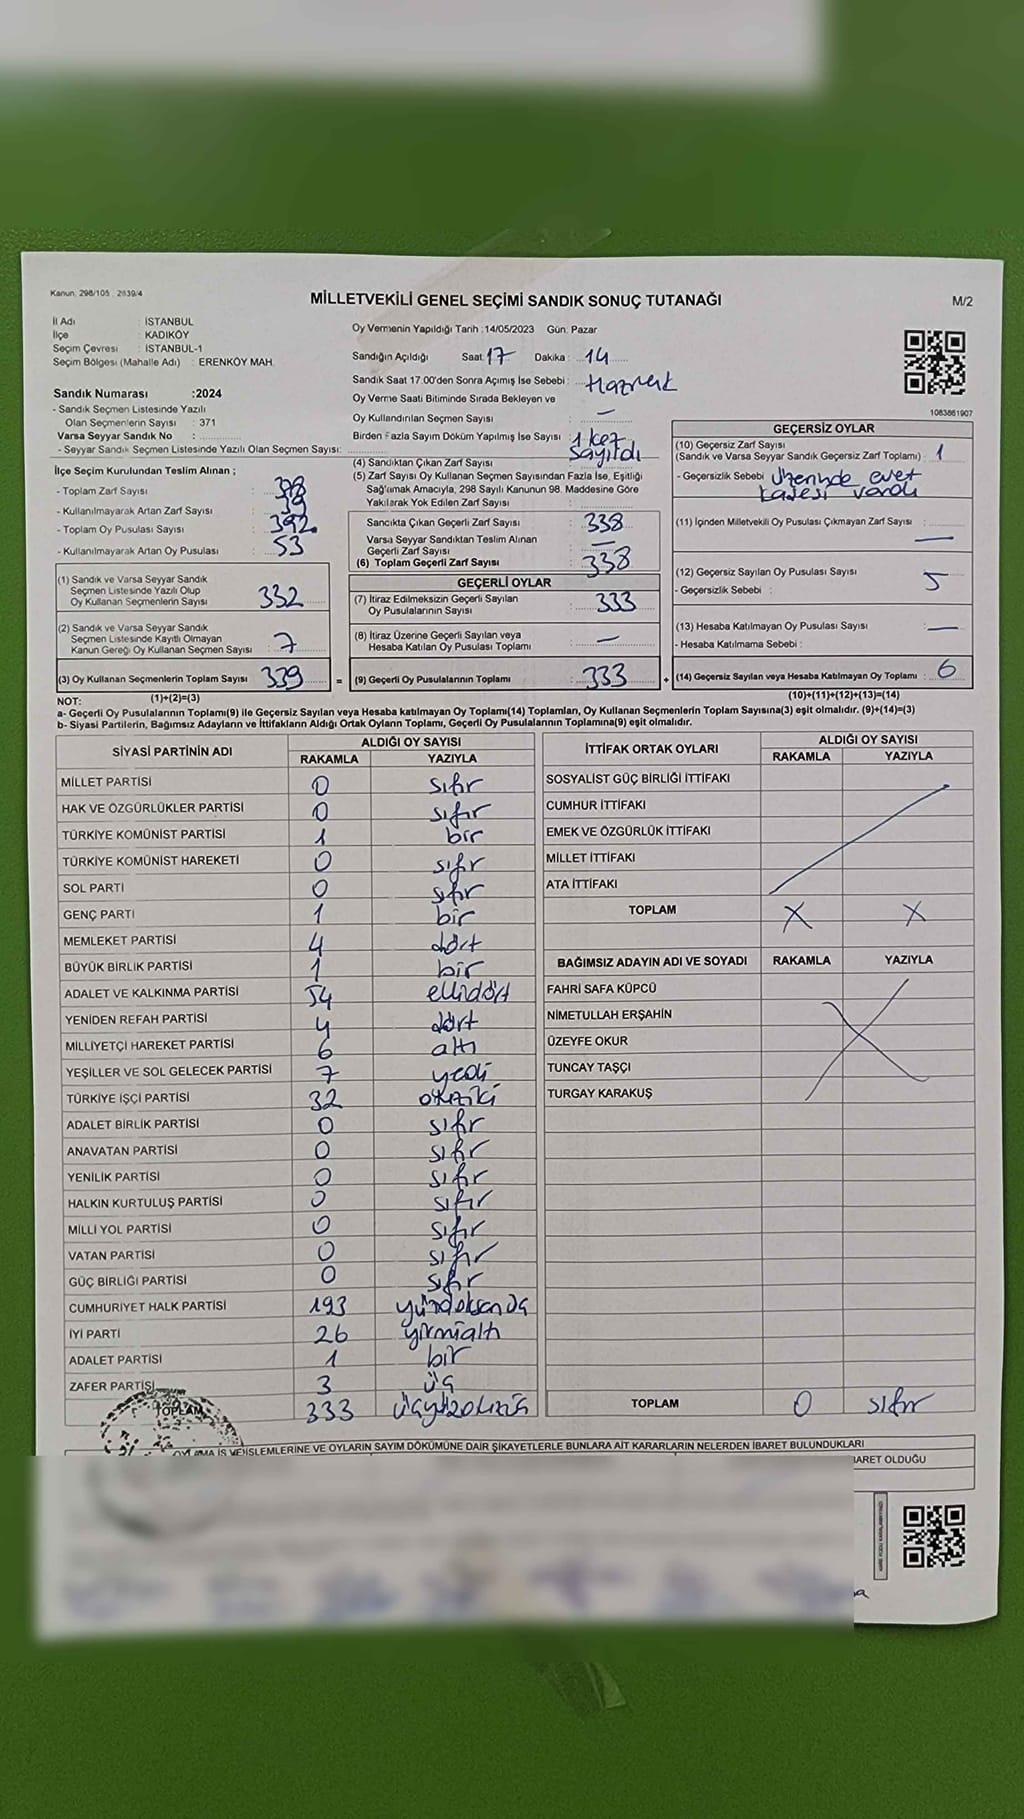 Kanun: 298/105, 2839/4
MİLLETVEKİLİ GENEL SEÇİMİ SANDIK SONUÇ TUTANAĞI
M/2
İl Adı : İSTANBUL
İlçe : KADIKÖY
Seçim Çevresi : İSTANBUL-1
Seçim Bölgesi (Mahalle Adı) : ERENKÖY MAH.
Sandık Numarası :2024
- Sandık Seçmen Listesinde Yazılı
Olan Seçmenlerin Sayısı : 371
Varsa Seyyar Sandık No :
- Seyyar Sandık Seçmen Listesinde Yazılı Olan Seçmen Sayısı:
Oy Vermenin Yapıldığı Tarih :14/05/2023 Gün: Pazar
Sandığın Açıldığı Saat 17 Dakika : 14
Sandık Saat 17.00'den Sonra Açımış İse Sebebi : Hazırlık
Oy Verme Saati Bitiminde Sırada Bekleyen ve
Oy Kullandırılan Seçmen Sayısı : —
Birden Fazla Sayım Döküm Yapılmış İse Sayısı : 1 kez
sayıldı
1083861907
İlçe Seçim Kurulundan Teslim Alınan ;
- Toplam Zarf Sayısı : 378
- Kullanılmayarak Artan Zarf Sayısı : 39
- Toplam Oy Pusulası Sayısı : 392
- Kullanılmayarak Artan Oy Pusulası : 53
(1) Sandık ve Varsa Seyyar Sandık
Seçmen Listesinde Yazılı Olup
Oy Kullanan Seçmenlerin Sayısı : 332
(2) Sandık ve Varsa Seyyar Sandık
Seçmen Listesinde Kayıtlı Olmayan
Kanun Gereği Oy Kullanan Seçmen Sayısı : 7
(3) Oy Kullanan Seçmenlerin Toplam Sayısı : 339
(4) Sandıktan Çıkan Zarf Sayısı :
(5) Zarf Sayısı Oy Kullanan Seçmen Sayısından Fazla İse, Eşitliği
Sağlamak Amacıyla, 298 Sayılı Kanunun 98. Maddesine Göre
Yakılarak Yok Edilen Zarf Sayısı :
Sandıkta Çıkan Geçerli Zarf Sayısı : 338
Varsa Seyyar Sandıktan Teslim Alınan
Geçerli Zarf Sayısı : —
(6) Toplam Geçerli Zarf Sayısı : 338
GEÇERLİ OYLAR
(7) İtiraz Edilmeksizin Geçerli Sayılan
Oy Pusulalarının Sayısı : 333
(8) İtiraz Üzerine Geçerli Sayılan veya
Hesaba Katılan Oy Pusulası Toplamı : —
= (9) Geçerli Oy Pusulalarının Toplamı : 333
GEÇERSİZ OYLAR
(10) Geçersiz Zarf Sayısı
(Sandık ve Varsa Seyyar Sandık Geçersiz Zarf Toplamı) : 1
- Geçersizlik Sebebi : Üzerinde evet
kaşesi vardı
(11) İçinden Milletvekili Oy Pusulası Çıkmayan Zarf Sayısı : —
(12) Geçersiz Sayılan Oy Pusulası Sayısı : 5
- Geçersizlik Sebebi :
(13) Hesaba Katılmayan Oy Pusulası Sayısı : —
- Hesaba Katılmama Sebebi :
+ (14) Geçersiz Sayılan veya Hesaba Katılmayan Oy Toplamı : 6
NOT: (1)+(2)=(3) (10)+(11)+(12)+(13)=(14)
a- Geçerli Oy Pusulalarının Toplamı(9) ile Geçersiz Sayılan veya Hesaba katılmayan Oy Toplamı(14) Toplamları, Oy Kullanan Seçmenlerin Toplam Sayısına(3) eşit olmalıdır. (9)+(14)=(3)
b- Siyasi Partilerin, Bağımsız Adayların ve İttifakların Aldığı Ortak Oyların Toplamı, Geçerli Oy Pusulalarının Toplamına(9) eşit olmalıdır.
SİYASİ PARTİNİN ADI ALDIĞI OY SAYISI
RAKAMLA YAZIYLA
MİLLET PARTİSİ 0 sıfır
HAK VE ÖZGÜRLÜKLER PARTİSİ 0 sıfır
TÜRKİYE KOMÜNİST PARTİSİ 1 bir
TÜRKİYE KOMÜNİST HAREKETİ 0 sıfır
SOL PARTİ 0 sıfır
GENÇ PARTİ 1 bir
MEMLEKET PARTİSİ 4 dört
BÜYÜK BİRLİK PARTİSİ 1 bir
ADALET VE KALKINMA PARTİSİ 54 ellidört
YENİDEN REFAH PARTİSİ 4 dört
MİLLİYETÇİ HAREKET PARTİSİ 6 altı
YEŞİLLER VE SOL GELECEK PARTİSİ 7 yedi
TÜRKİYE İŞÇİ PARTİSİ 32 otuziki
ADALET BİRLİK PARTİSİ 0 sıfır
ANAVATAN PARTİSİ 0 sıfır
YENİLİK PARTİSİ 0 sıfır
HALKIN KURTULUŞ PARTİSİ 0 sıfır
MİLLİ YOL PARTİSİ 0 sıfır
VATAN PARTİSİ 0 sıfır
GÜÇ BİRLİĞİ PARTİSİ 0 sıfır
CUMHURİYET HALK PARTİSİ 193
İYİ PARTİ 26 yirmialtı
ADALET PARTİSİ 1 bir
ZAFER PARTİSİ 3 üç
TOPLAM 333
İTTİFAK ORTAK OYLARI ALDIĞI OY SAYISI
RAKAMLA YAZIYLA
SOSYALİST GÜÇ BİRLİĞİ İTTİFAKI
CUMHUR İTTİFAKI
EMEK VE ÖZGÜRLÜK İTTİFAKI
MİLLET İTTİFAKI
ATA İTTİFAKI
TOPLAM X X
BAĞIMSIZ ADAYIN ADI VE SOYADI RAKAMLA YAZIYLA
FAHRİ SAFA KÜPCÜ
NİMETULLAH ERŞAHİN
ÜZEYFE OKUR
TUNCAY TAŞÇI
TURGAY KARAKUŞ
TOPLAM 0 sıfır
İŞLEMLERİNE VE OYLARIN SAYIM DÖKÜMÜNE DAİR ŞİKAYETLERLE BUNLARA AİT KARARLARIN NELERDEN İBARET BULUNDUKLARI
OLDUĞU